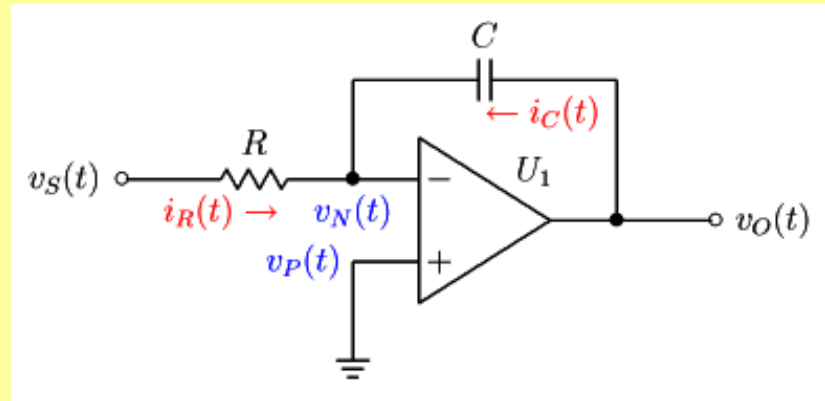 C
← i_C(t)
R
U_1
v_S(t)
−
i_R(t) →
v_N(t)
v_O(t)
v_P(t)
+